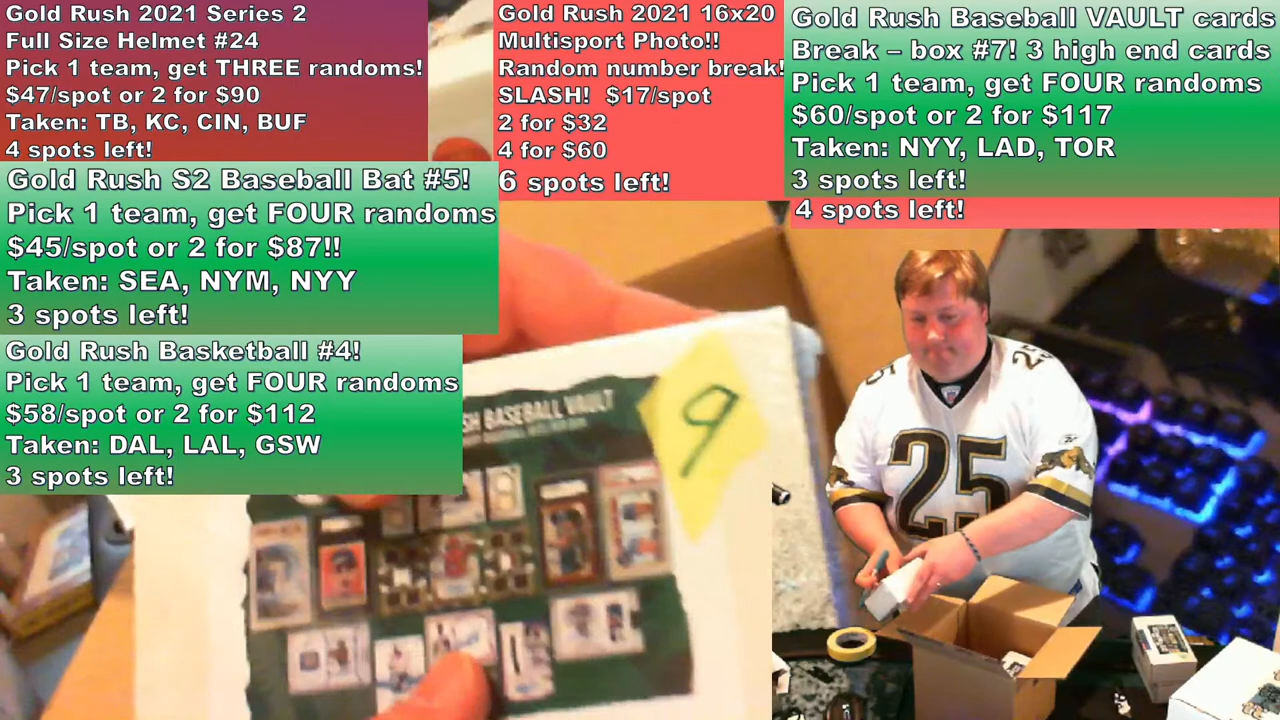 Gold Rush 2021 Series 2
Full Size Helmet #24
Pick 1 team, get THREE randoms!
$47/spot or 2 for $90
Taken: TB, KC, CIN, BUF
4 spots left!
Gold Rush 2021 16x20
Multisport Photo!!
Random number break!
SLASH! $17/spot
2 for $32
4 for $60
6 spots left!
Gold Rush Baseball VAULT cards
Break – box #7! 3 high end cards
Pick 1 team, get FOUR randoms
$60/spot or 2 for $117
Taken: NYY, LAD, TOR
3 spots left!
4 spots left!
Gold Rush S2 Baseball Bat #5!
Pick 1 team, get FOUR randoms
$45/spot or 2 for $87!!
Taken: SEA, NYM, NYY
3 spots left!
Gold Rush Basketball #4!
Pick 1 team, get FOUR randoms
$58/spot or 2 for $112
Taken: DAL, LAL, GSW
3 spots left!
SH BASEBALL VAULT
9
25
25
25